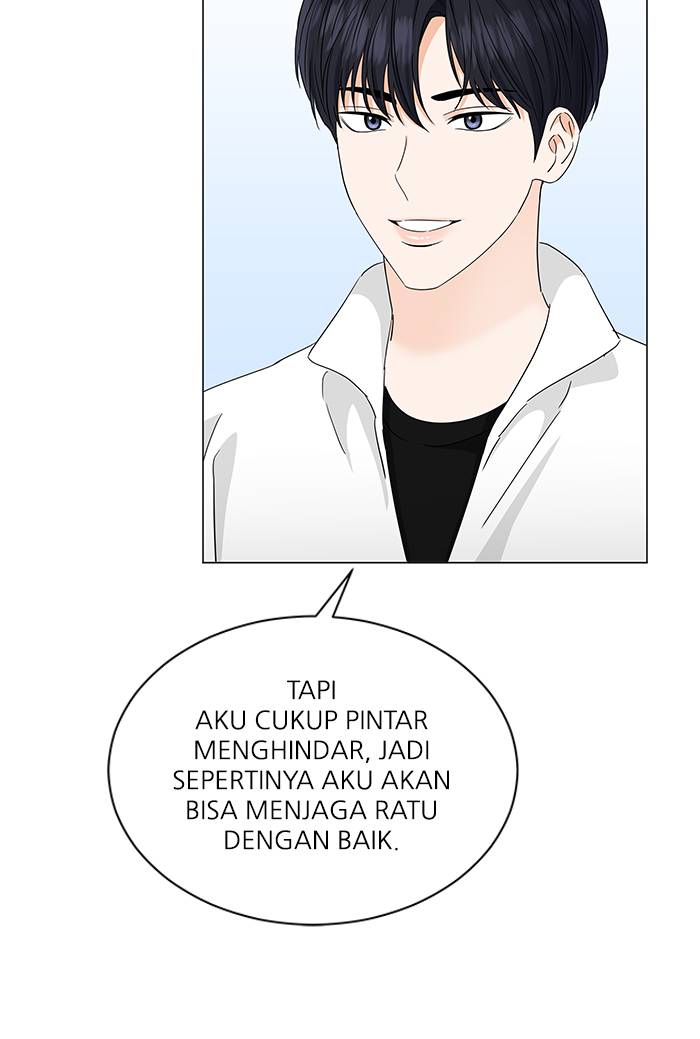 TAPI
AKU CUKUP PINTAR
MENGHINDAR, JADI
SEPERTINYA AKU AKAN
BISA MENJAGA RATU
DENGAN BAIK.